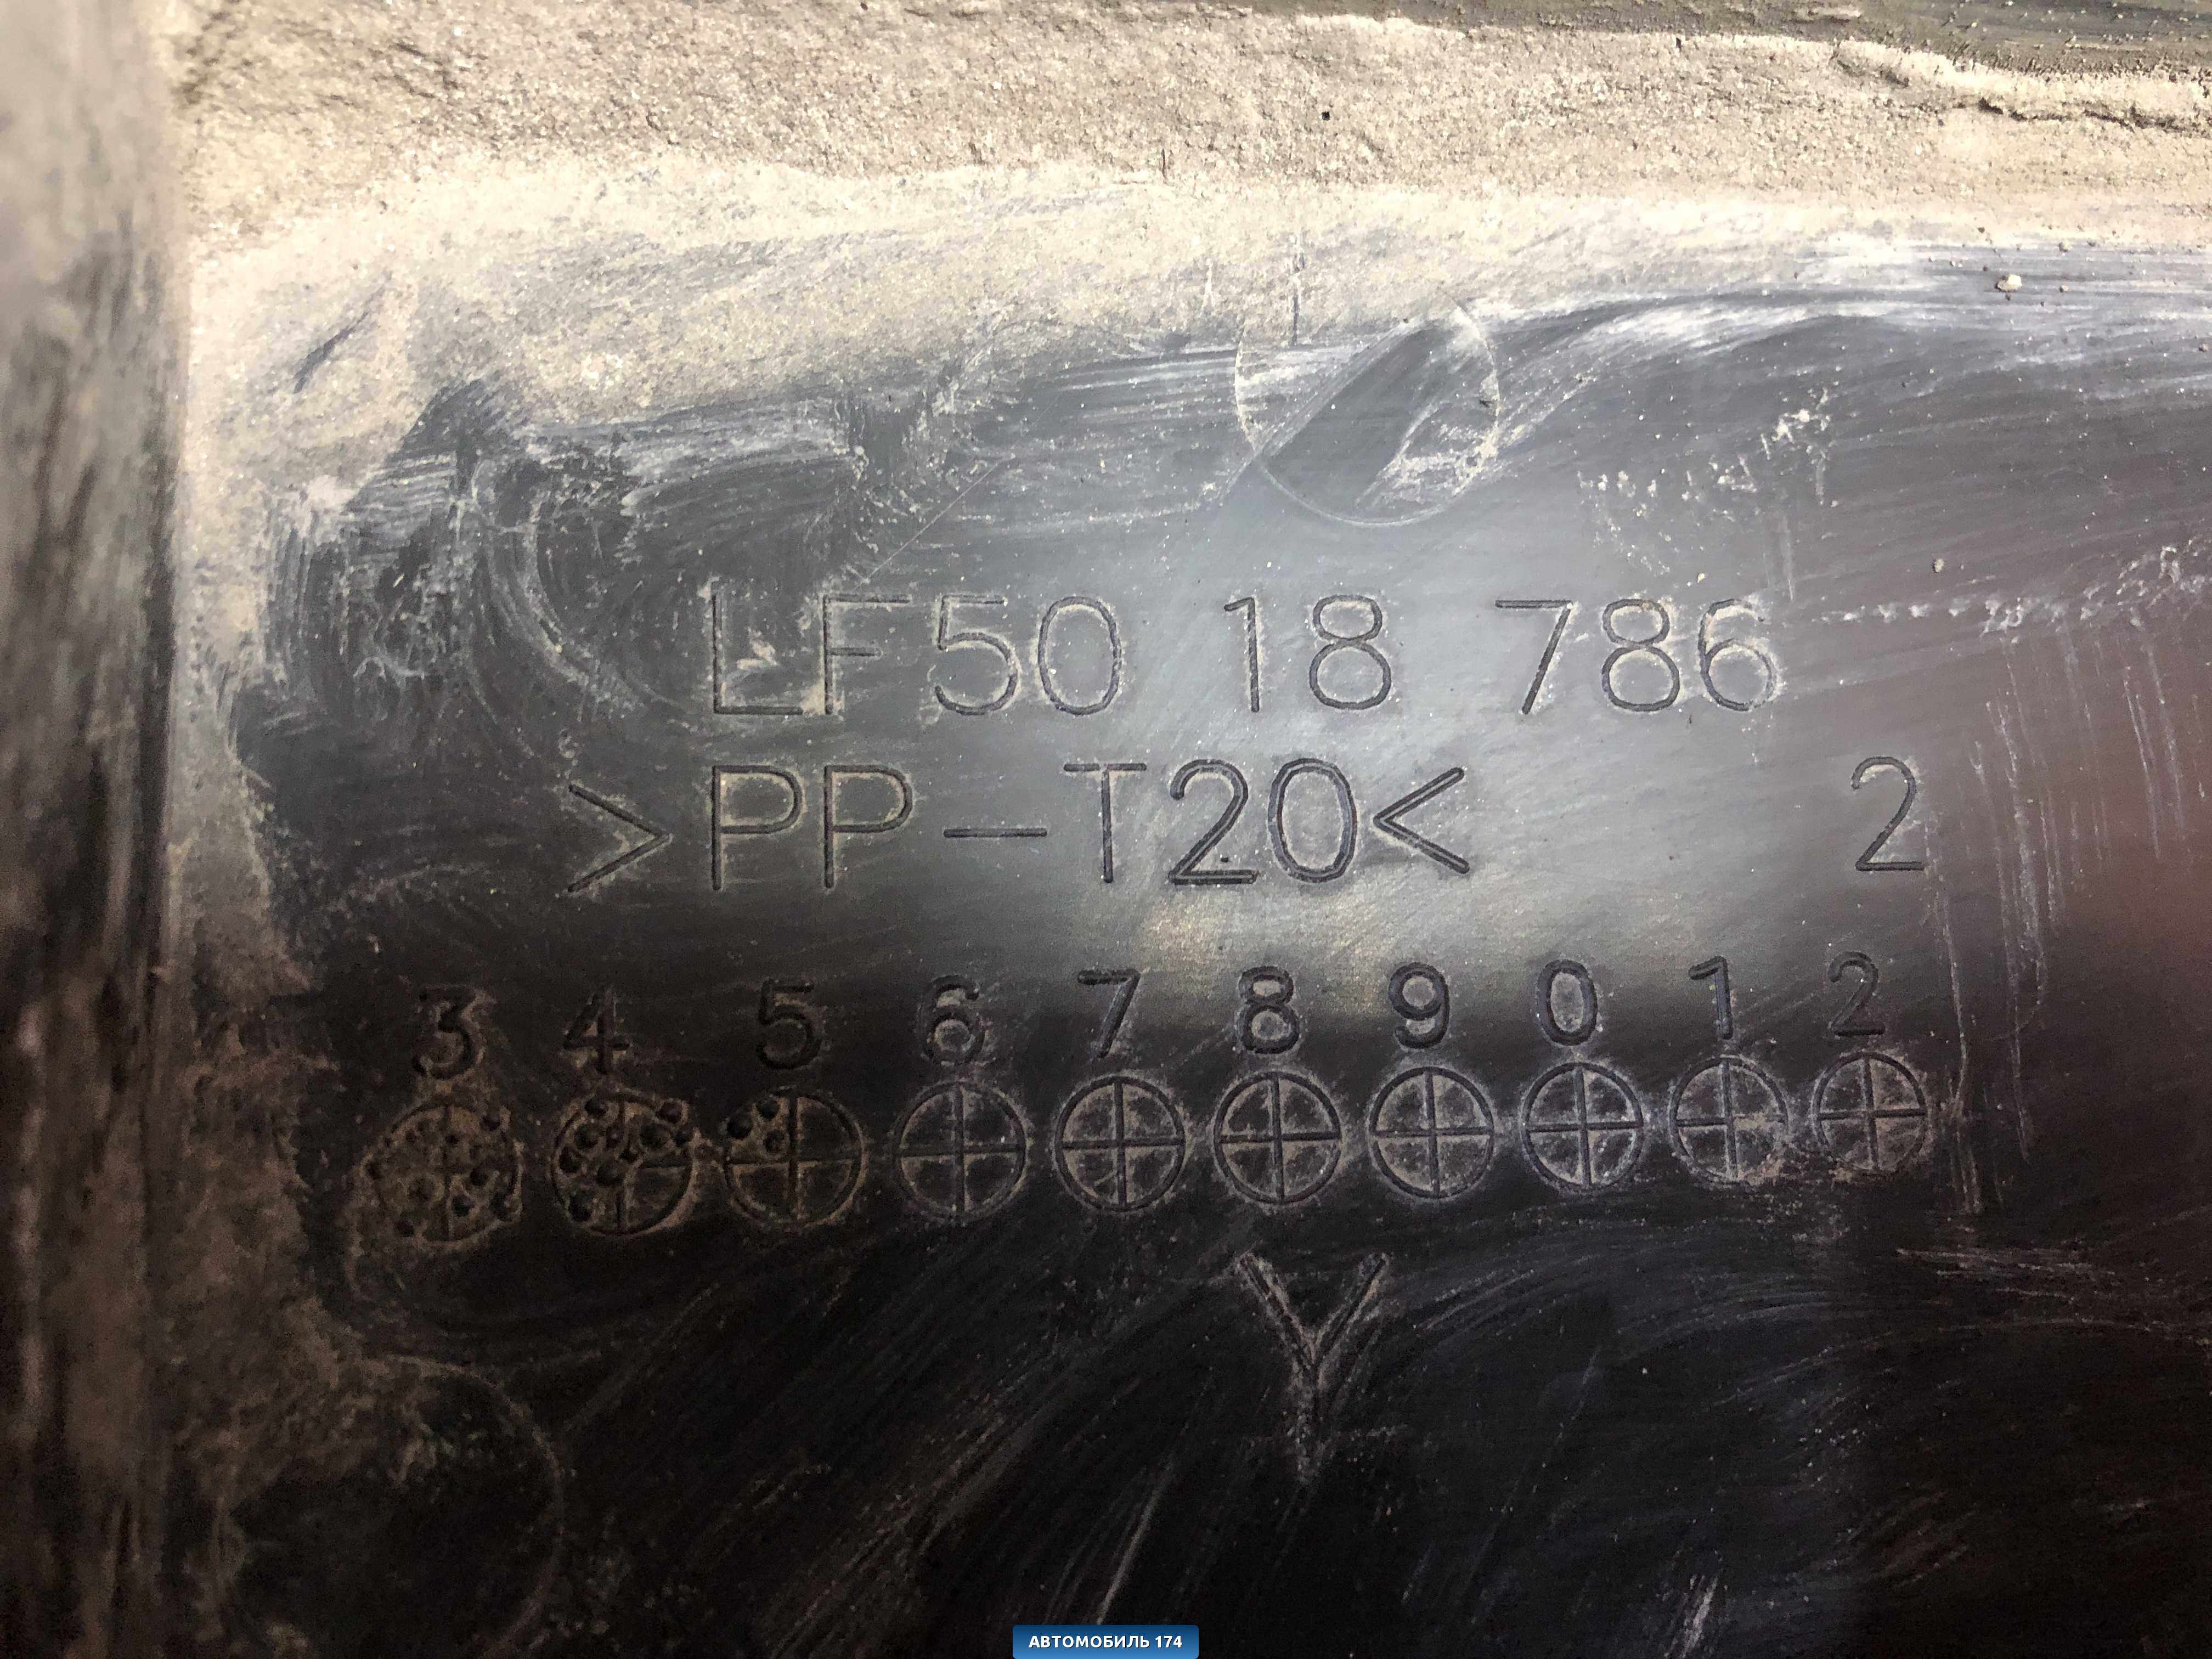 LF50 18 786
>PP-T20< 2
3 4 5 6 7 8 9 0 1 2
Y
АВТОМОБИЛЬ 174